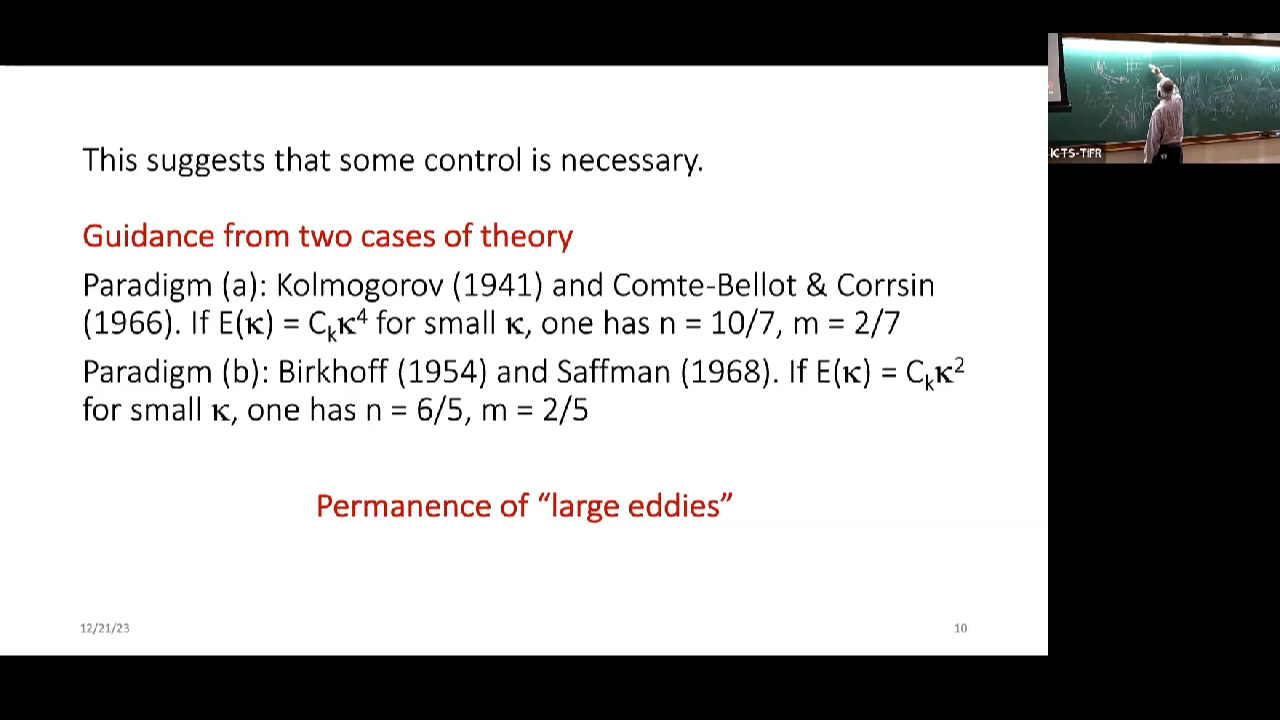 This suggests that some control is necessary.
Guidance from two cases of theory
Paradigm (a): Kolmogorov (1941) and Comte-Bellot & Corrsin
(1966). If E(κ) = Cₖκ⁴ for small κ, one has n = 10/7, m = 2/7
Paradigm (b): Birkhoff (1954) and Saffman (1968). If E(κ) = Cₖκ²
for small κ, one has n = 6/5, m = 2/5
Permanence of “large eddies”
12/21/23
10
ICTS-TIFR